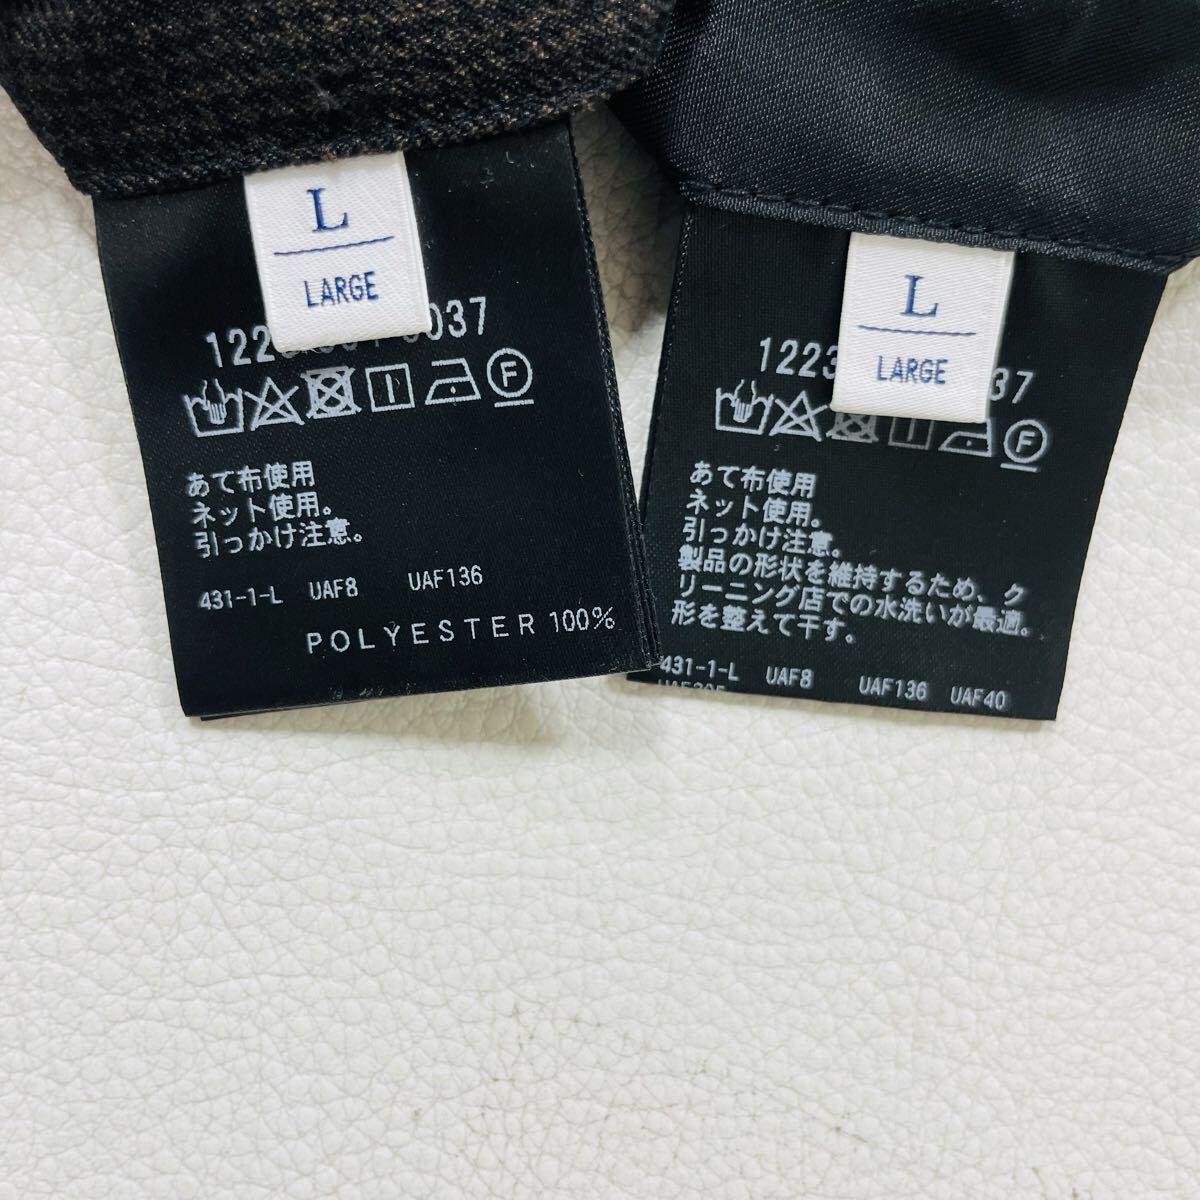 L
LARGE
037
あて布使用
ネット使用。
引っかけ注意。
431-1-L UAF8 UAF136
POLYESTER 100%
L
LARGE
1223 37
F
あて布使用
ネット使用。
引っかけ注意。
製品の形状を維持するため、ク
リーニング店での水洗いが最適。
形を整えて干す。
431-1-L UAF8 UAF136 UAF40